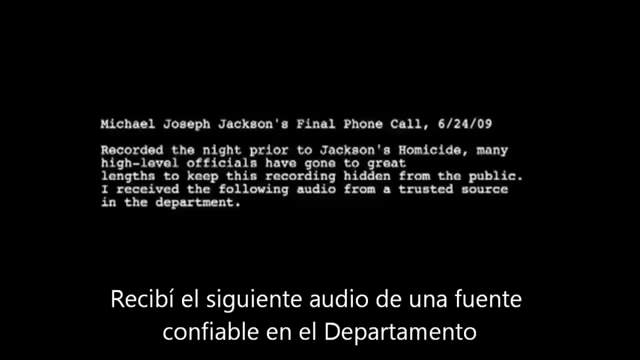 Michael Joseph Jackson's Final Phone Call, 6/24/09
Recorded the night prior to Jackson's Homicide, many
high-level officials have gone to great
lengths to keep this recording hidden from the public.
I received the following audio from a trusted source
in the department.
Recibí el siguiente audio de una fuente
confiable en el Departamento